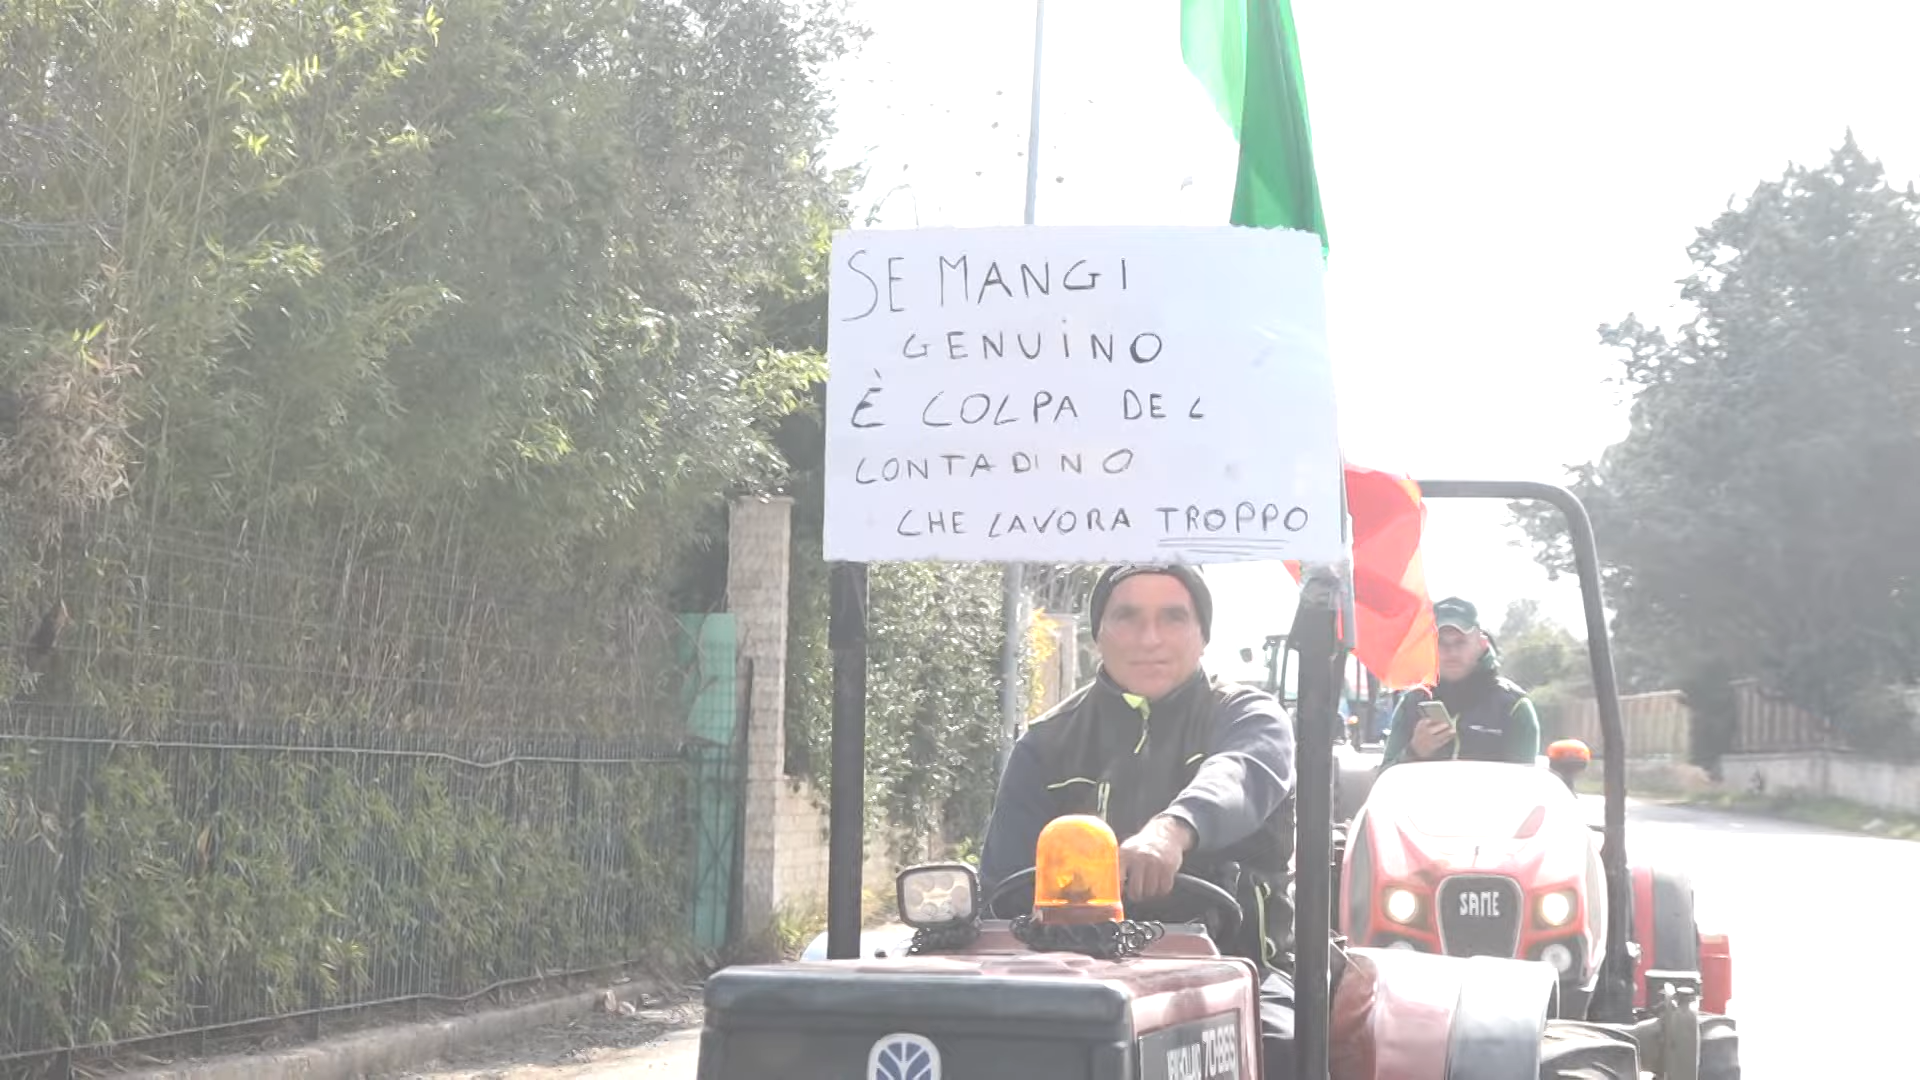 SE MANGI
GENUiNO
È COLPA DEL
CONTADINO
CHE LAVORA TROPPO
SAME